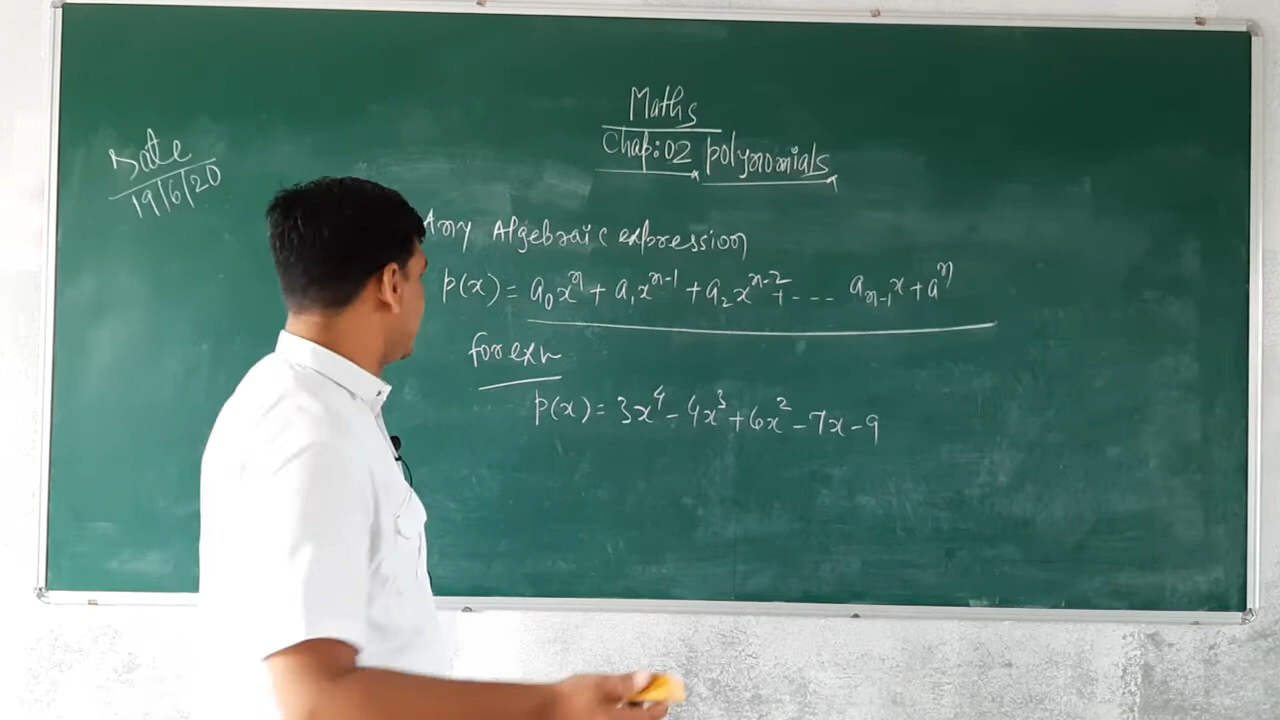 Maths
Chap:02 polynomials
Date
19/6/20
Any Algebraic expression
p(x) = a₀xⁿ + a₁xⁿ⁻¹ + a₂xⁿ⁻² + - --- aₙ₋₁x + aⁿ
for exn
p(x) = 3x⁴ - 4x³ + 6x² - 7x - 9